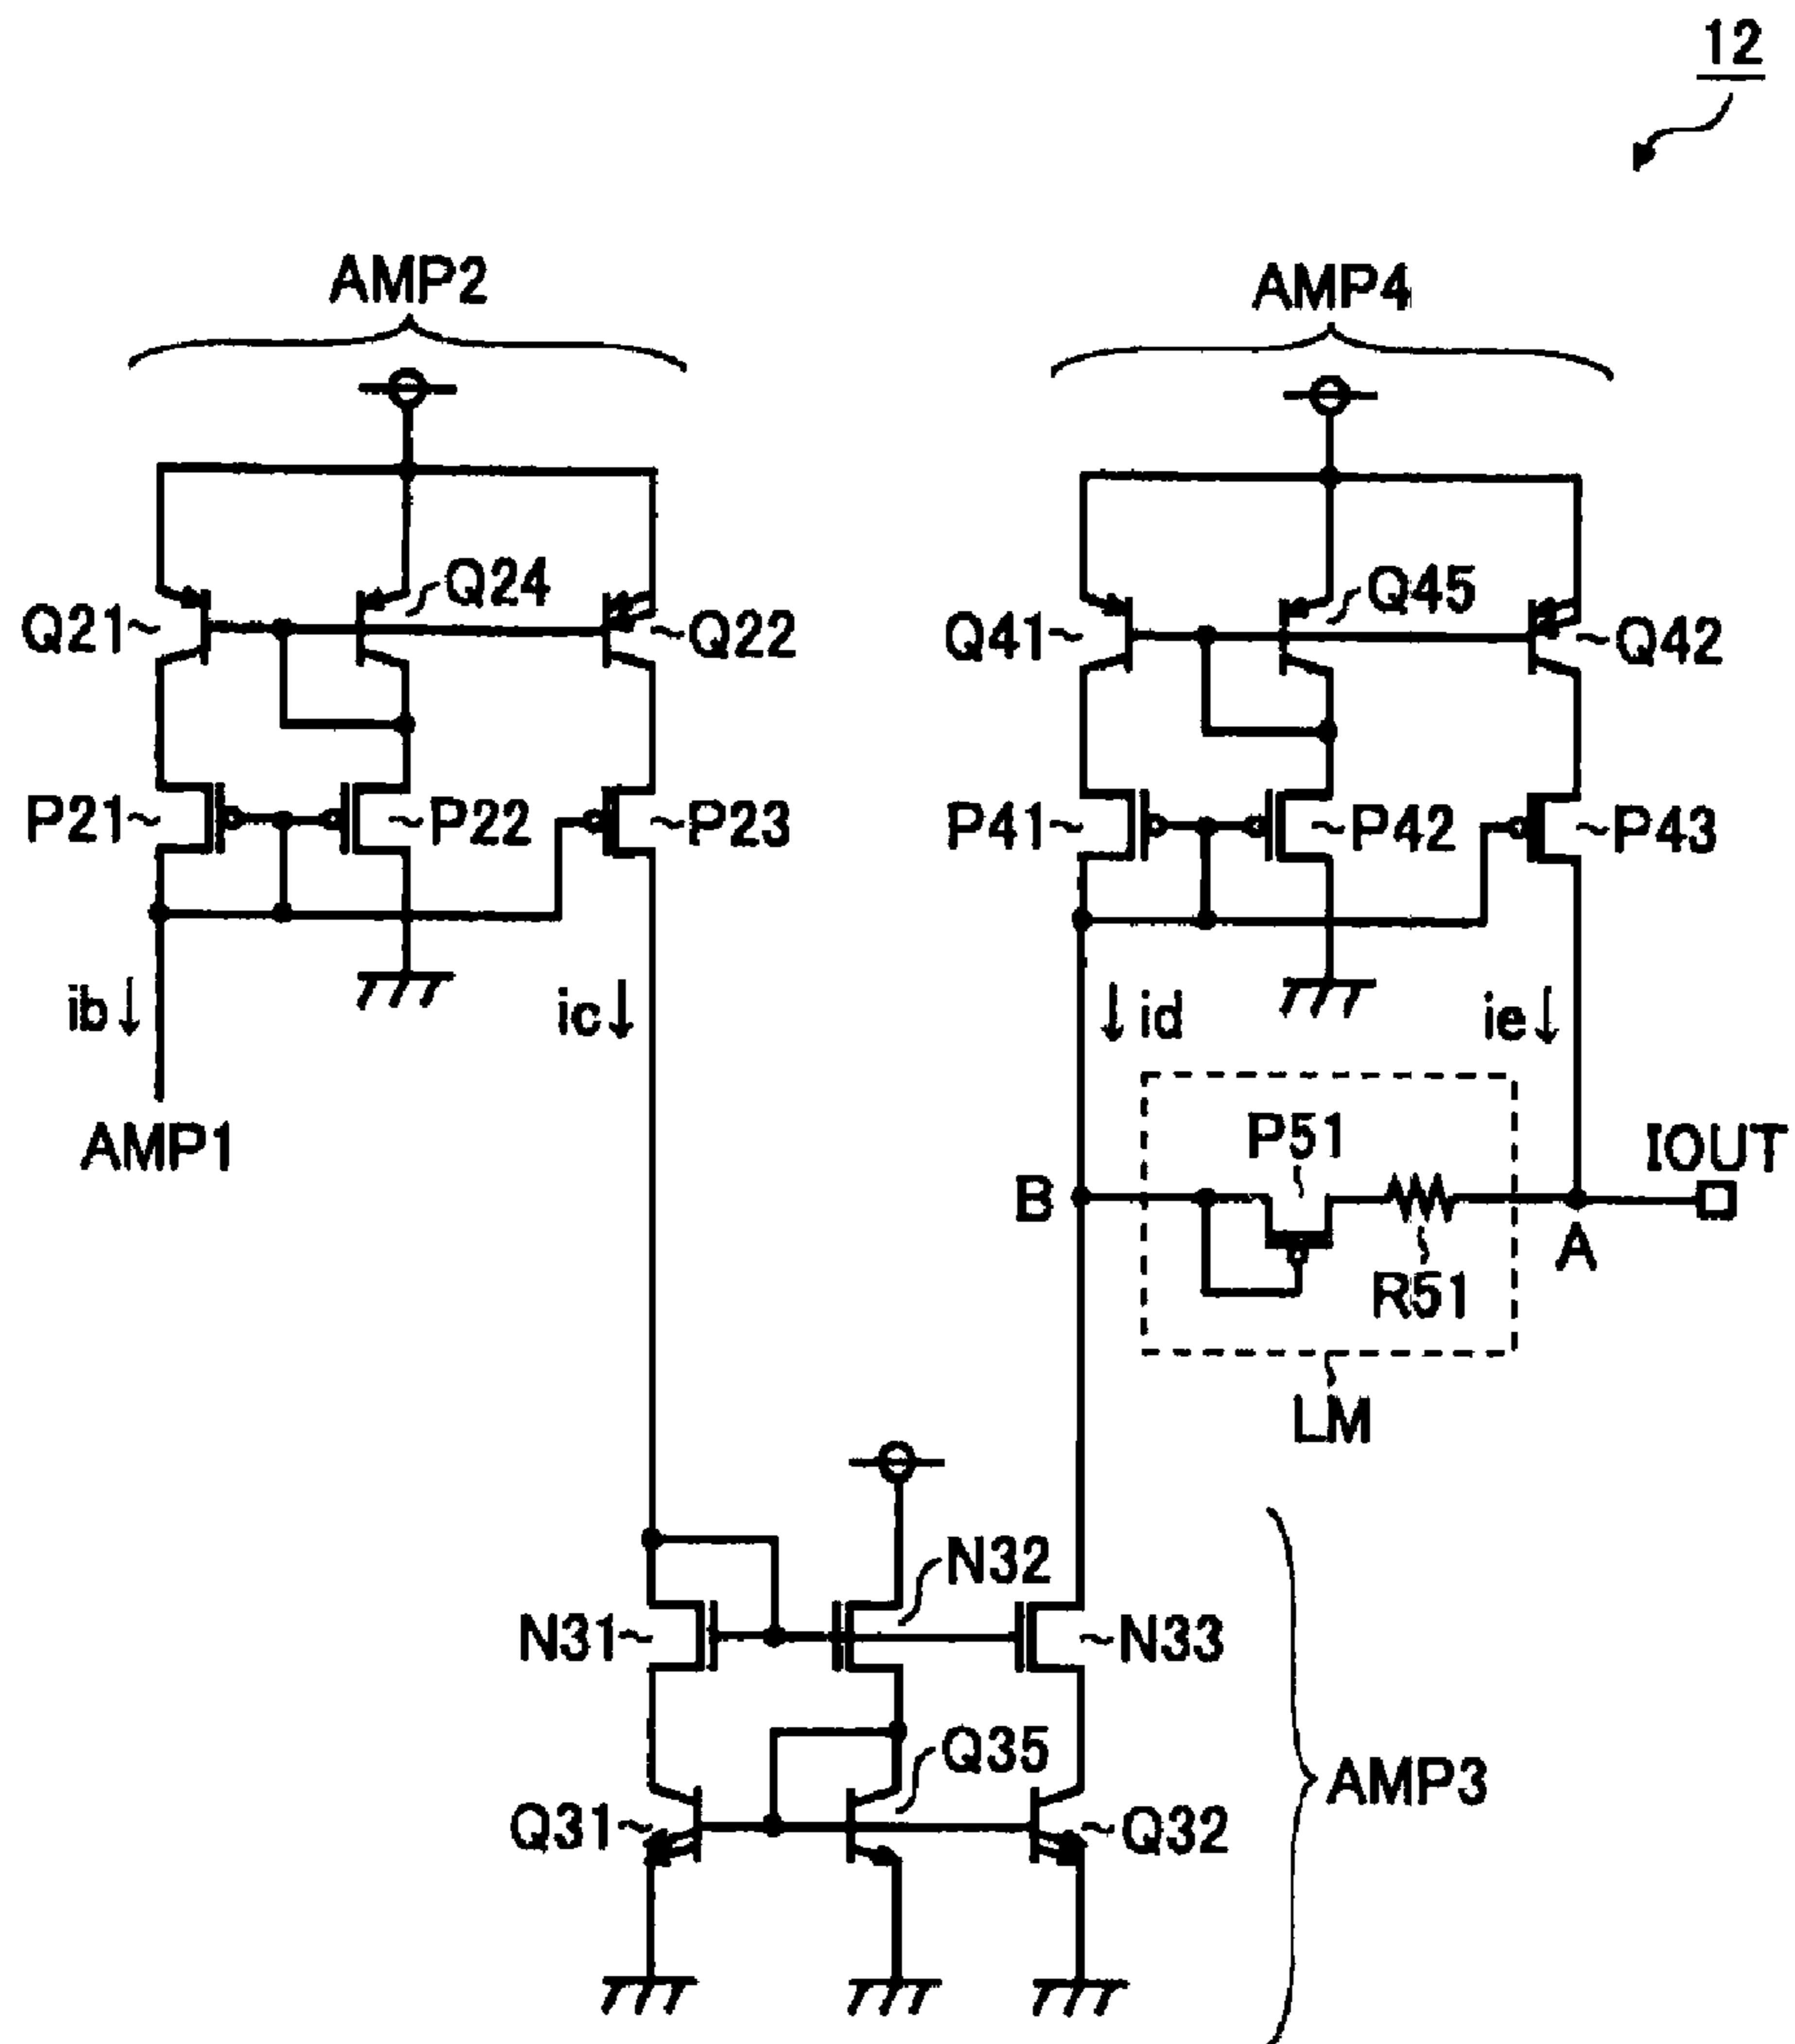 12
AMP2
AMP4
Q21
Q24
Q22
Q41
Q45
Q42
P21
P22
P23
P41
P42
P43
ib
ic
id
ie
AMP1
P51
IOUT
B
A
R51
LM
N32
N31
N33
Q35
Q31
Q32
AMP3